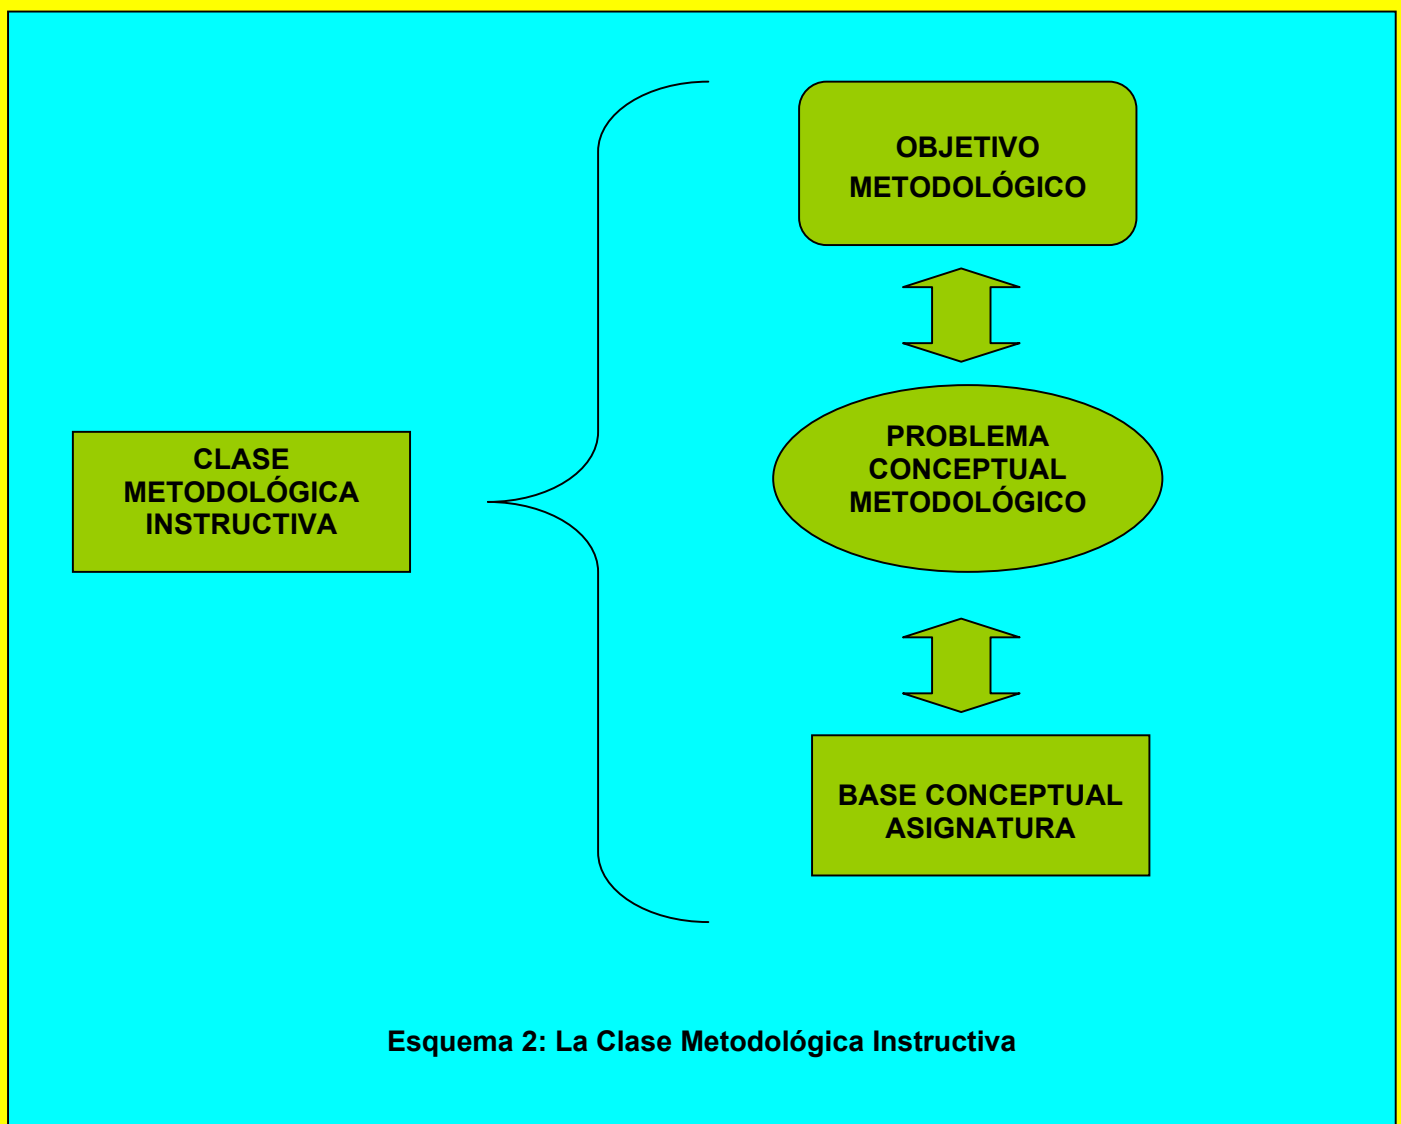 OBJETIVO
METODOLÓGICO
PROBLEMA
CONCEPTUAL
METODOLÓGICO
CLASE
METODOLÓGICA
INSTRUCTIVA
BASE CONCEPTUAL
ASIGNATURA
Esquema 2: La Clase Metodológica Instructiva